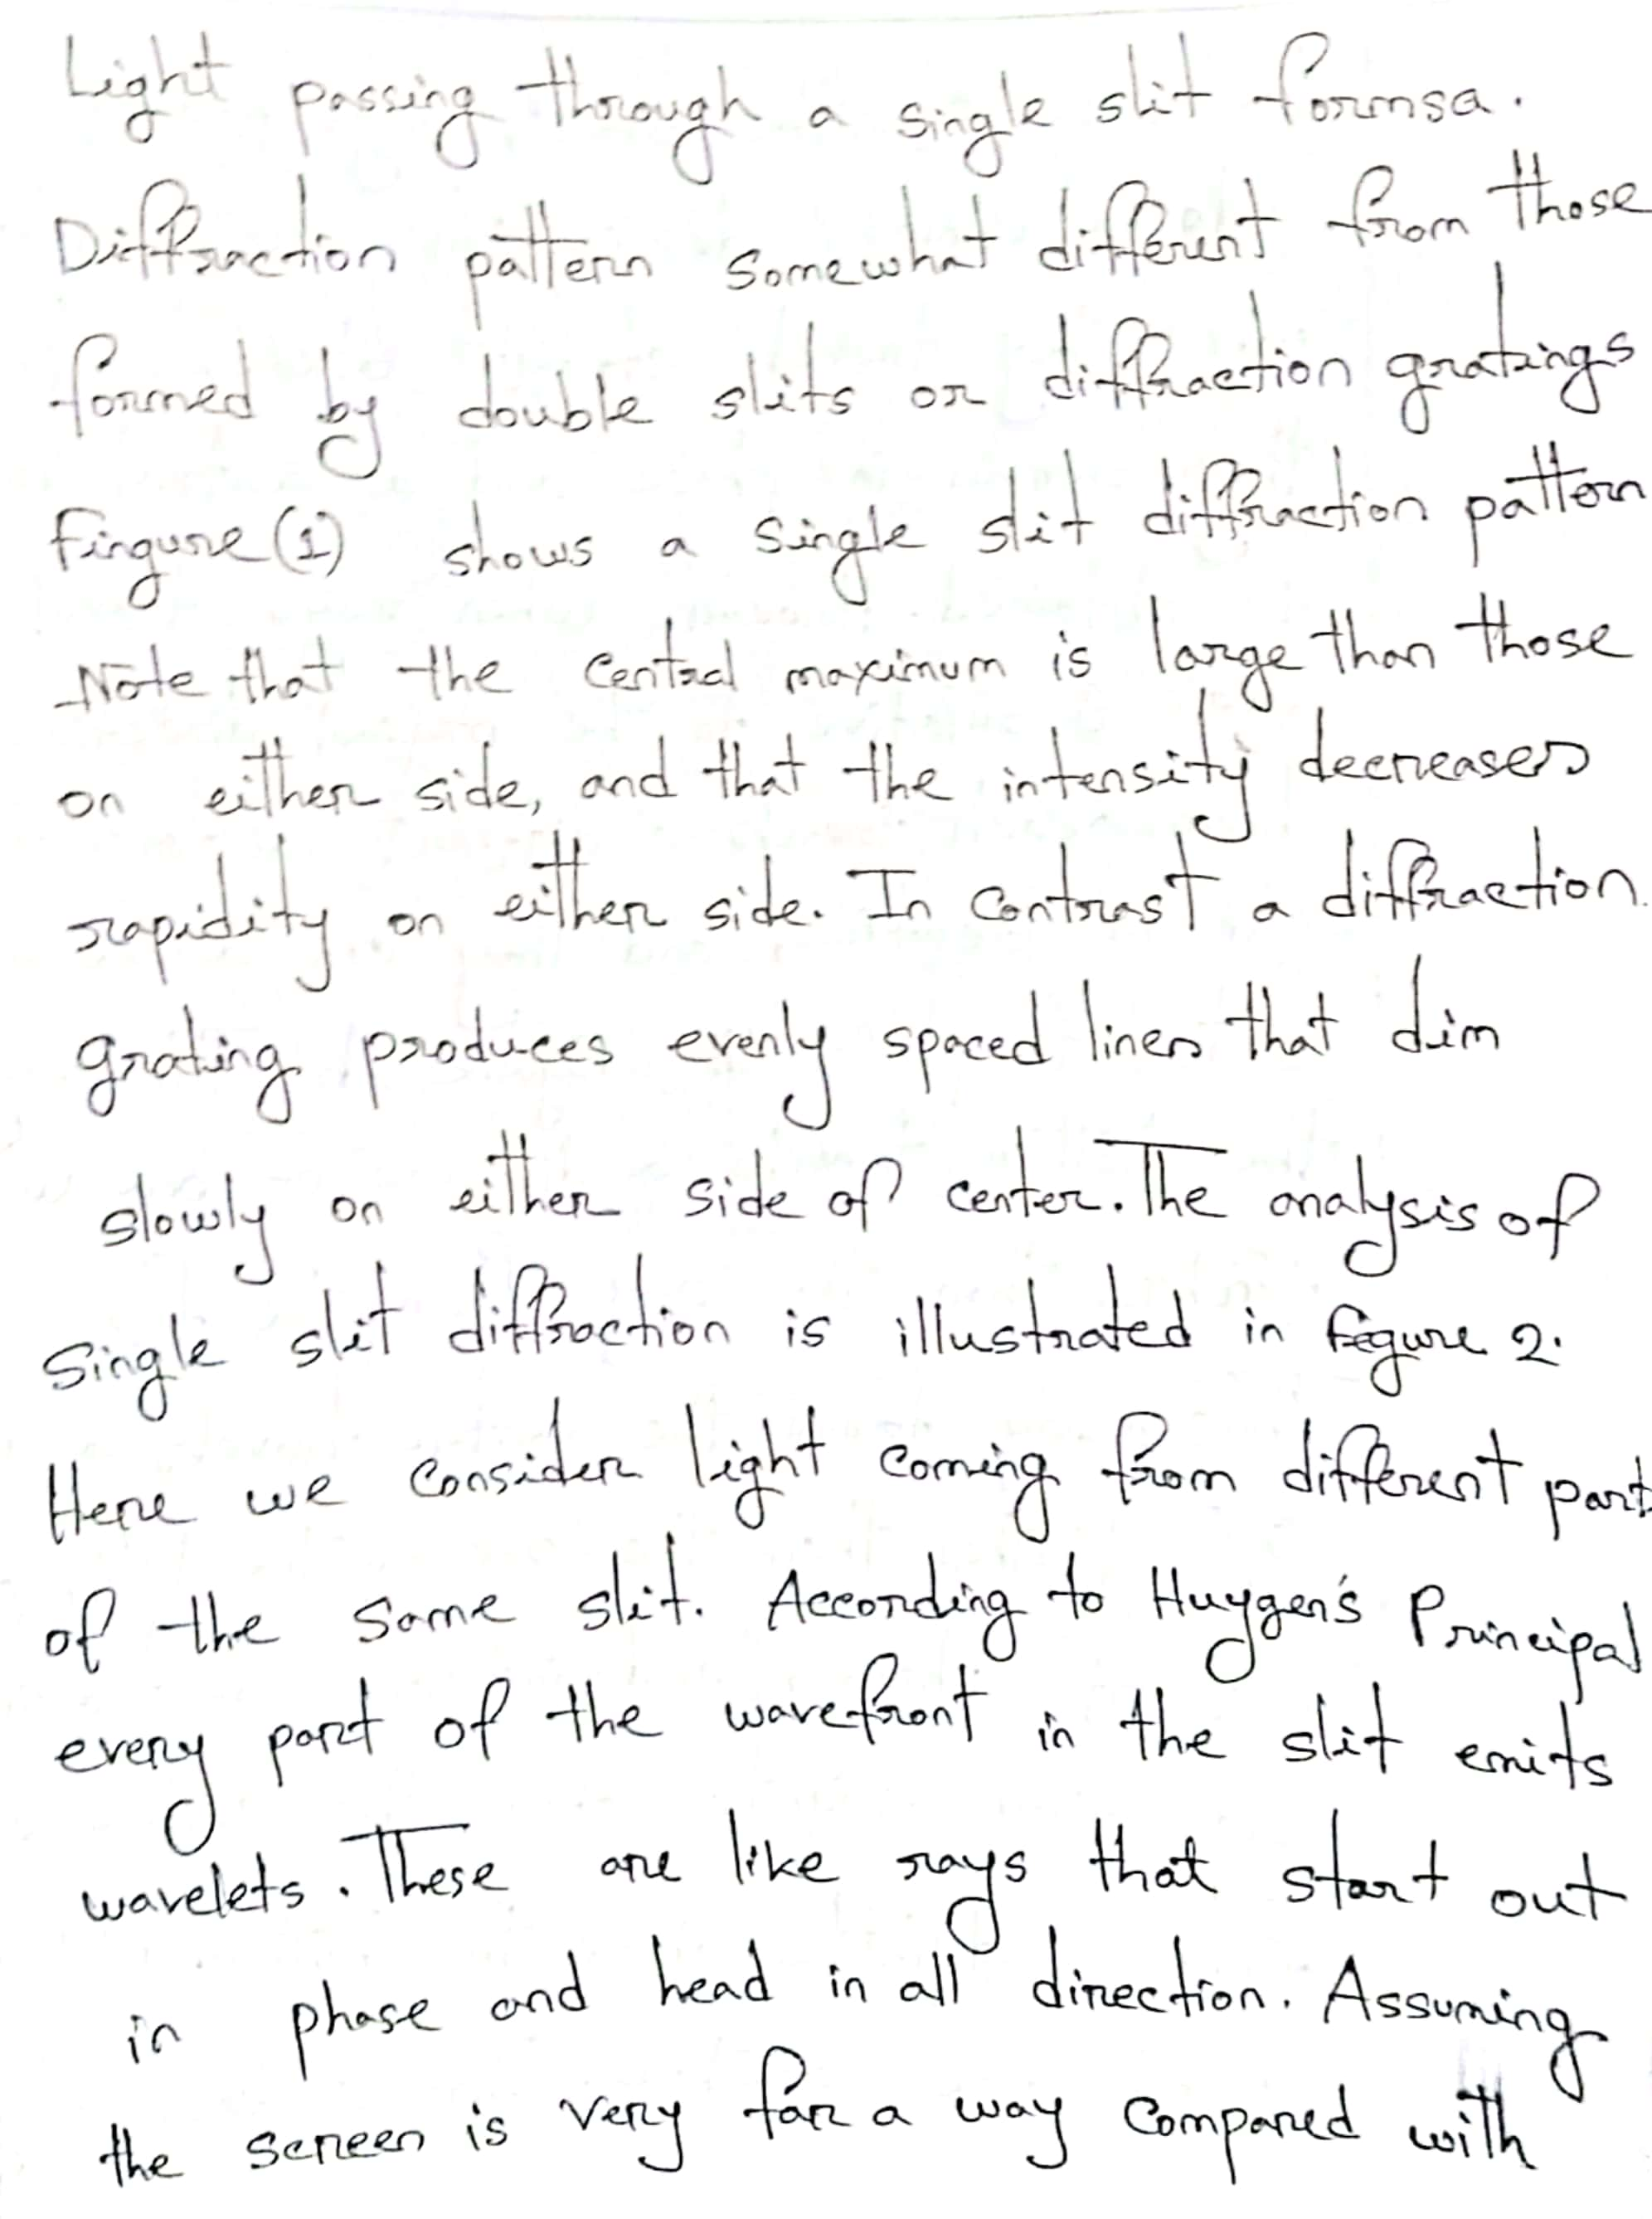 Light passing through a single slit formsa.
Diffraction pattern somewhat different from those
formed by double slits or diffraction gratings
Fingure (1) shows a single slit diffraction pattern
Note that the central maximum is large than those
on either side, and that the intensity decreases
rapidity on either side. In contrast a diffraction
grating produces evenly spaced lines that dim
slowly on either side of center. The analysis of
single slit diffraction is illustrated in figure 2.
Here we consider light coming from different part
of the same slit. According to Huygen's Principal
every part of the wavefront in the slit emits
wavelets. These are like rays that start out
in phase and head in all direction. Assuming
the screen is very far a way compared with